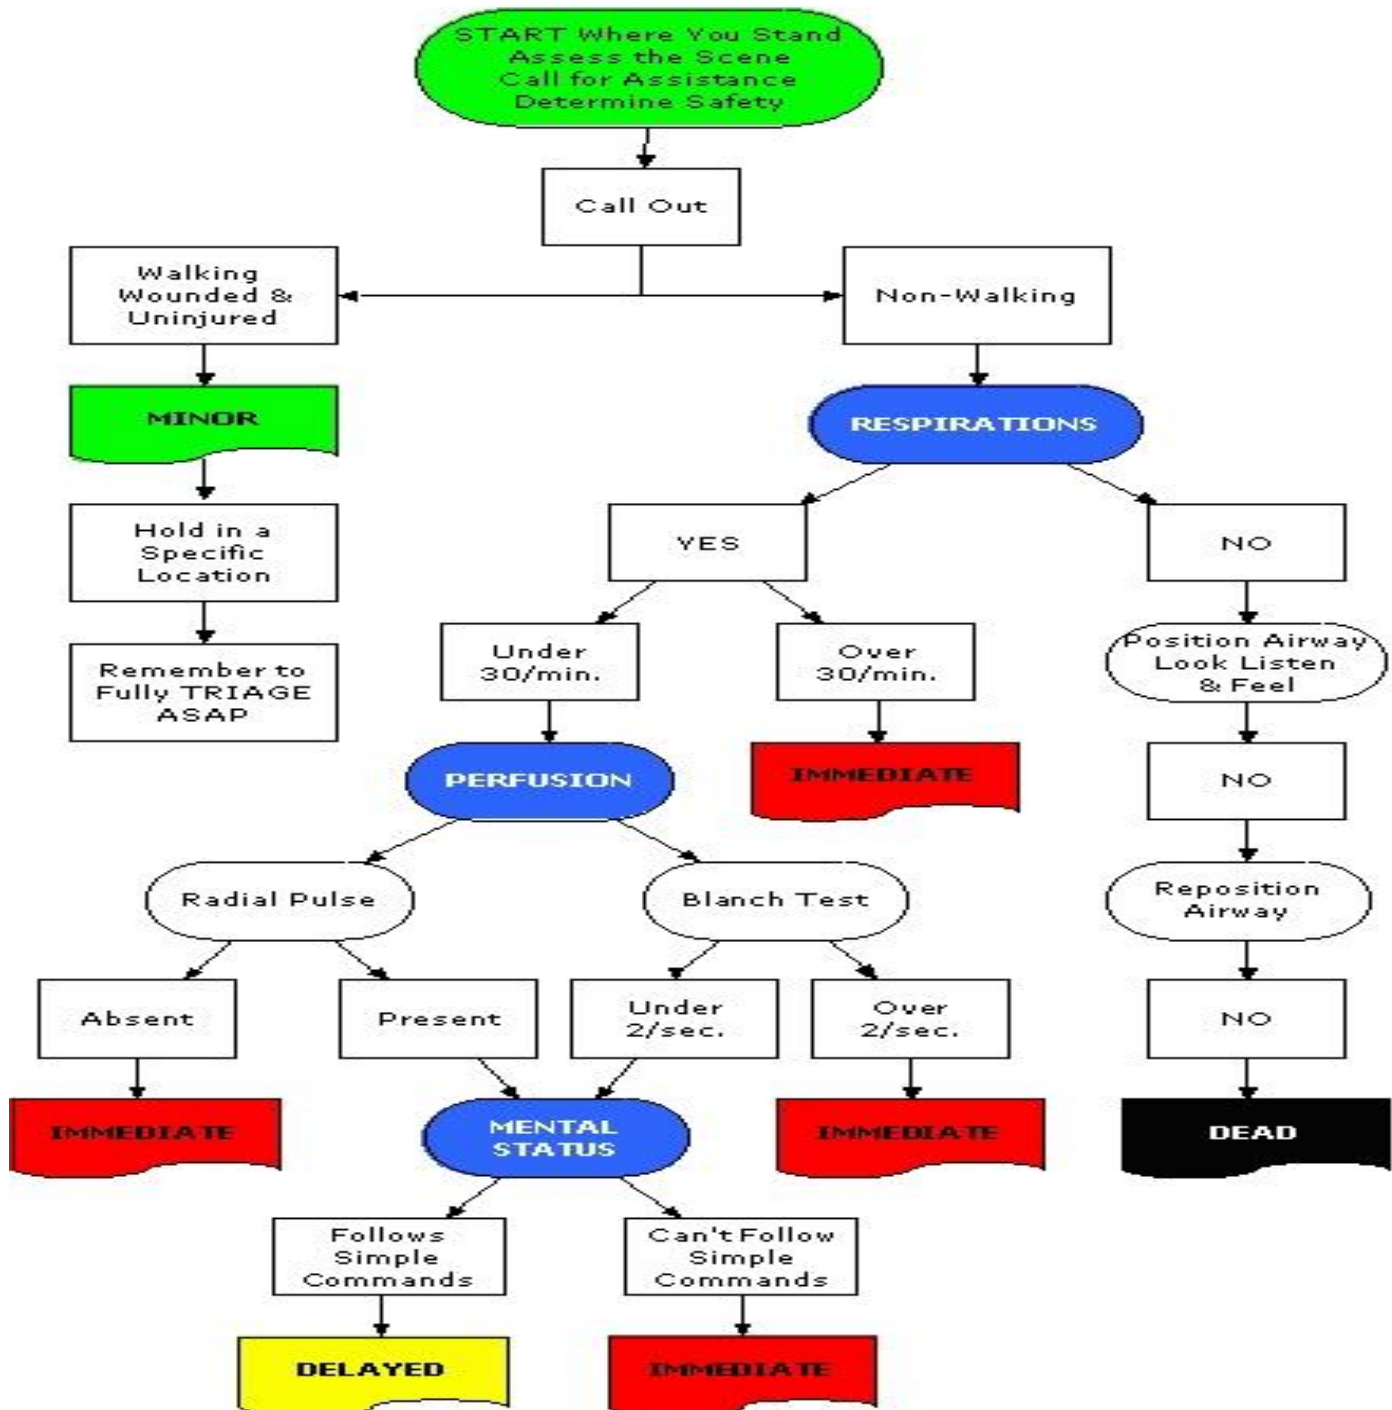 START Where You Stand
Assess the Scene
Call for Assistance
Determine Safety
Call Out
Walking
Wounded &
Uninjured
Non-Walking
MINOR
RESPIRATIONS
Hold in a
Specific
Location
YES
NO
Remember to
Fully TRIAGE
ASAP
Under
30/min.
Over
30/min.
Position Airway
Look Listen
& Feel
PERFUSION
IMMEDIATE
NO
Radial Pulse
Blanch Test
Reposition
Airway
Absent
Present
Under
2/sec.
Over
2/sec.
NO
IMMEDIATE
MENTAL
STATUS
IMMEDIATE
DEAD
Follows
Simple
Commands
Can't Follow
Simple
Commands
DELAYED
IMMEDIATE